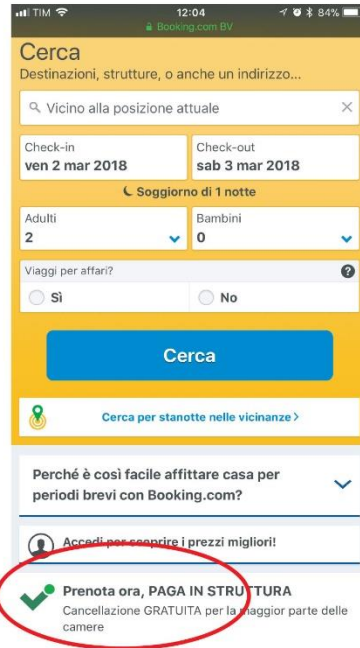 TIM 12:04 84%
Booking.com BV
Cerca
Destinazioni, strutture, o anche un indirizzo...
Vicino alla posizione attuale
Check-in Check-out
ven 2 mar 2018 sab 3 mar 2018
Soggiorno di 1 notte
Adulti Bambini
2 0
Viaggi per affari? ?
Sì No
Cerca
Cerca per stanotte nelle vicinanze >
Perché è così facile affittare casa per
periodi brevi con Booking.com?
Accedi per scoprire i prezzi migliori!
Prenota ora, PAGA IN STRUTTURA
Cancellazione GRATUITA per la maggior parte delle
camere